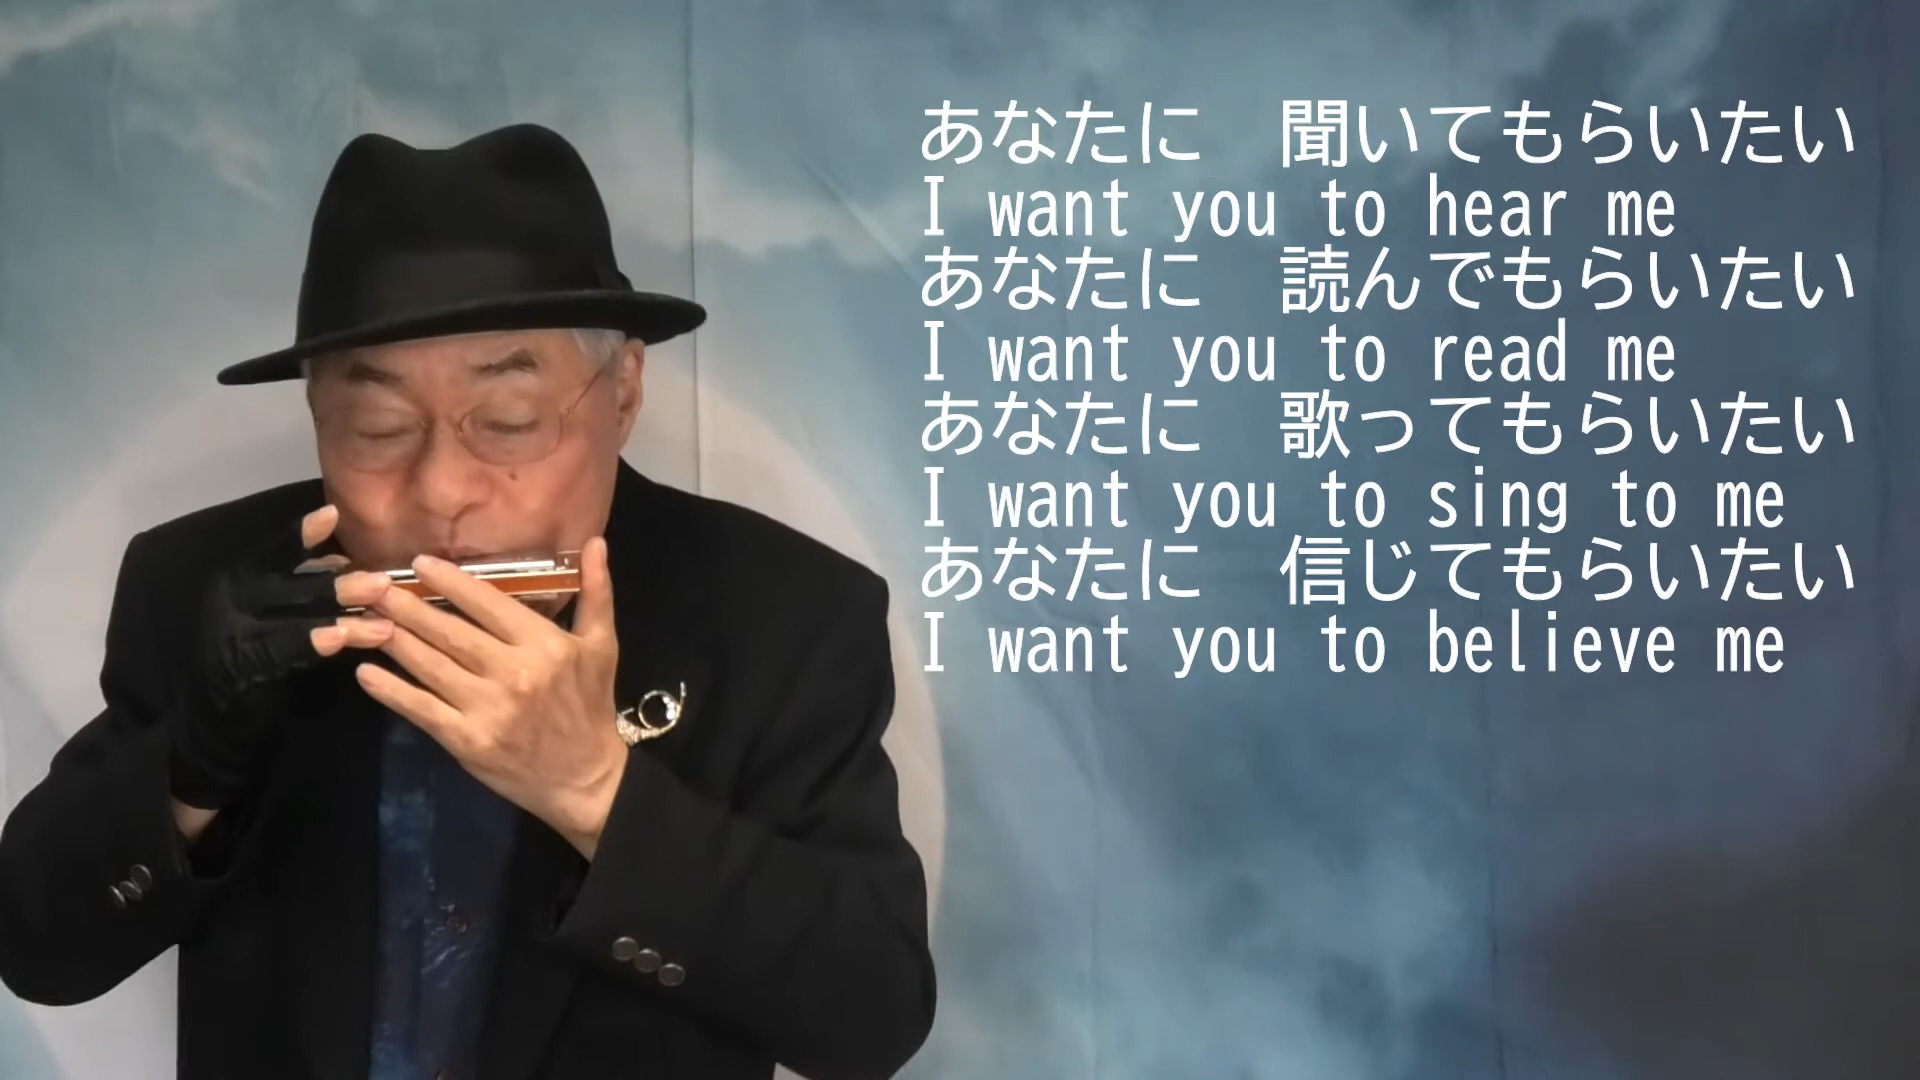 あなたに　聞いてもらいたい
I want you to hear me
あなたに　読んでもらいたい
I want you to read me
あなたに　歌ってもらいたい
I want you to sing to me
あなたに　信じてもらいたい
I want you to believe me